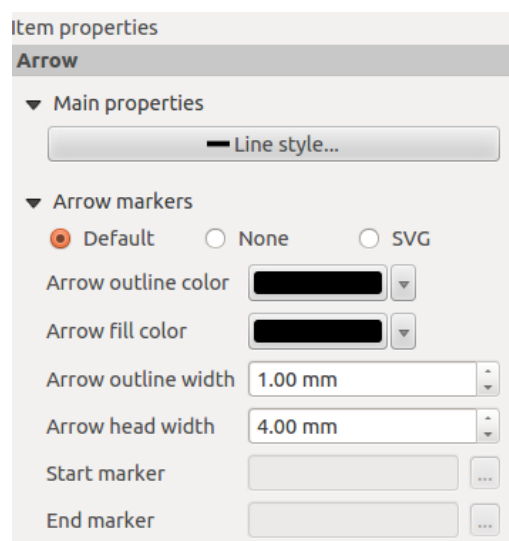 Item properties
Arrow
Main properties
Line style...
Arrow markers
Default None SVG
Arrow outline color
Arrow fill color
Arrow outline width 1.00 mm
Arrow head width 4.00 mm
Start marker ...
End marker ...